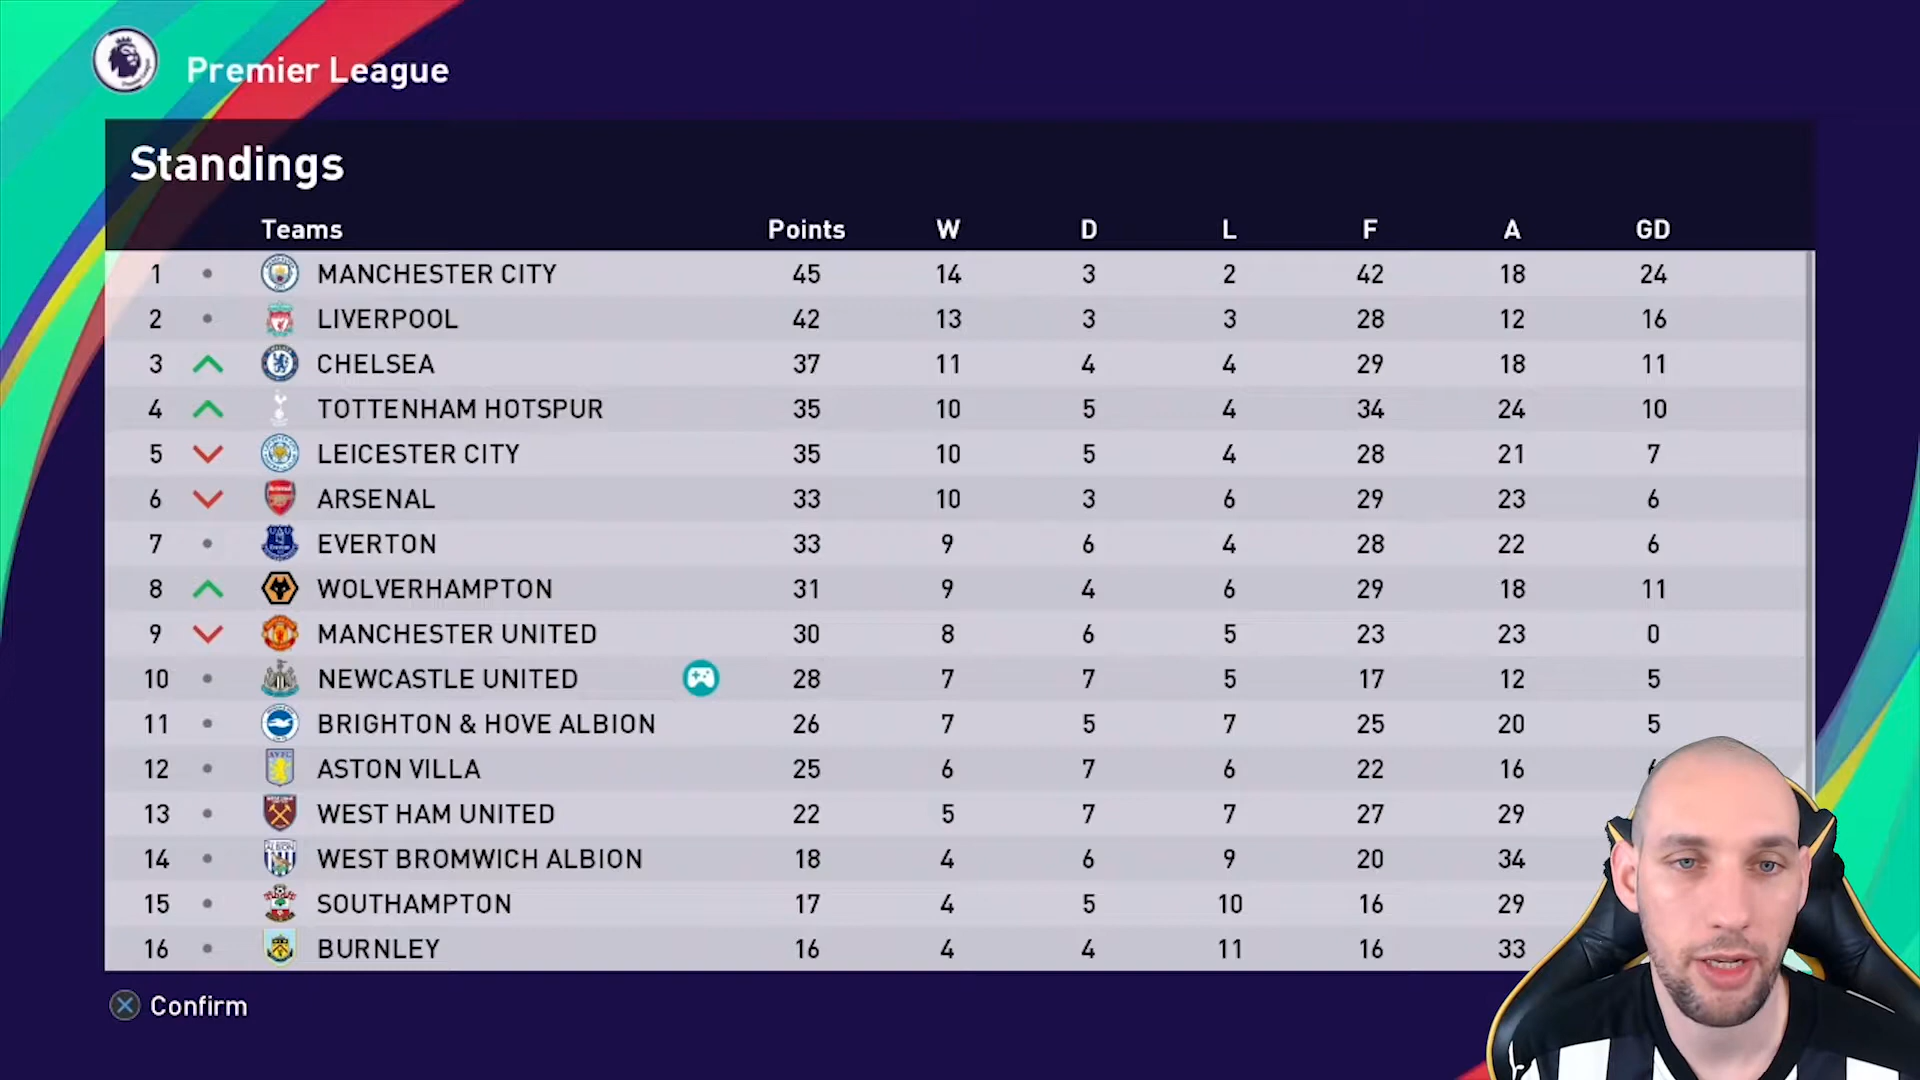 Premier League
Standings
Teams Points W D L F A GD
1 MANCHESTER CITY 45 14 3 2 42 18 24
2 LIVERPOOL 42 13 3 3 28 12 16
3 CHELSEA 37 11 4 4 29 18 11
4 TOTTENHAM HOTSPUR 35 10 5 4 34 24 10
5 LEICESTER CITY 35 10 5 4 28 21 7
6 ARSENAL 33 10 3 6 29 23 6
7 EVERTON 33 9 6 4 28 22 6
8 WOLVERHAMPTON 31 9 4 6 29 18 11
9 MANCHESTER UNITED 30 8 6 5 23 23 0
10 NEWCASTLE UNITED 28 7 7 5 17 12 5
11 BRIGHTON & HOVE ALBION 26 7 5 7 25 20 5
12 ASTON VILLA 25 6 7 6 22 16
13 WEST HAM UNITED 22 5 7 7 27 29
14 WEST BROMWICH ALBION 18 4 6 9 20 34
15 SOUTHAMPTON 17 4 5 10 16 29
16 BURNLEY 16 4 4 11 16 33
Confirm